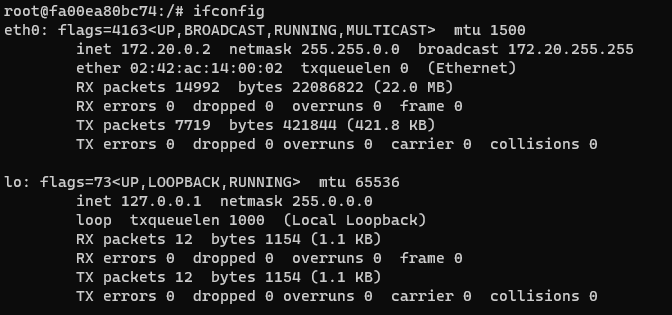 root@fa00ea80bc74:/# ifconfig
eth0: flags=4163<UP,BROADCAST,RUNNING,MULTICAST>  mtu 1500
        inet 172.20.0.2  netmask 255.255.0.0  broadcast 172.20.255.255
        ether 02:42:ac:14:00:02  txqueuelen 0  (Ethernet)
        RX packets 14992  bytes 22086822 (22.0 MB)
        RX errors 0  dropped 0  overruns 0  frame 0
        TX packets 7719  bytes 421844 (421.8 KB)
        TX errors 0  dropped 0 overruns 0  carrier 0  collisions 0

lo: flags=73<UP,LOOPBACK,RUNNING>  mtu 65536
        inet 127.0.0.1  netmask 255.0.0.0
        loop  txqueuelen 1000  (Local Loopback)
        RX packets 12  bytes 1154 (1.1 KB)
        RX errors 0  dropped 0  overruns 0  frame 0
        TX packets 12  bytes 1154 (1.1 KB)
        TX errors 0  dropped 0 overruns 0  carrier 0  collisions 0